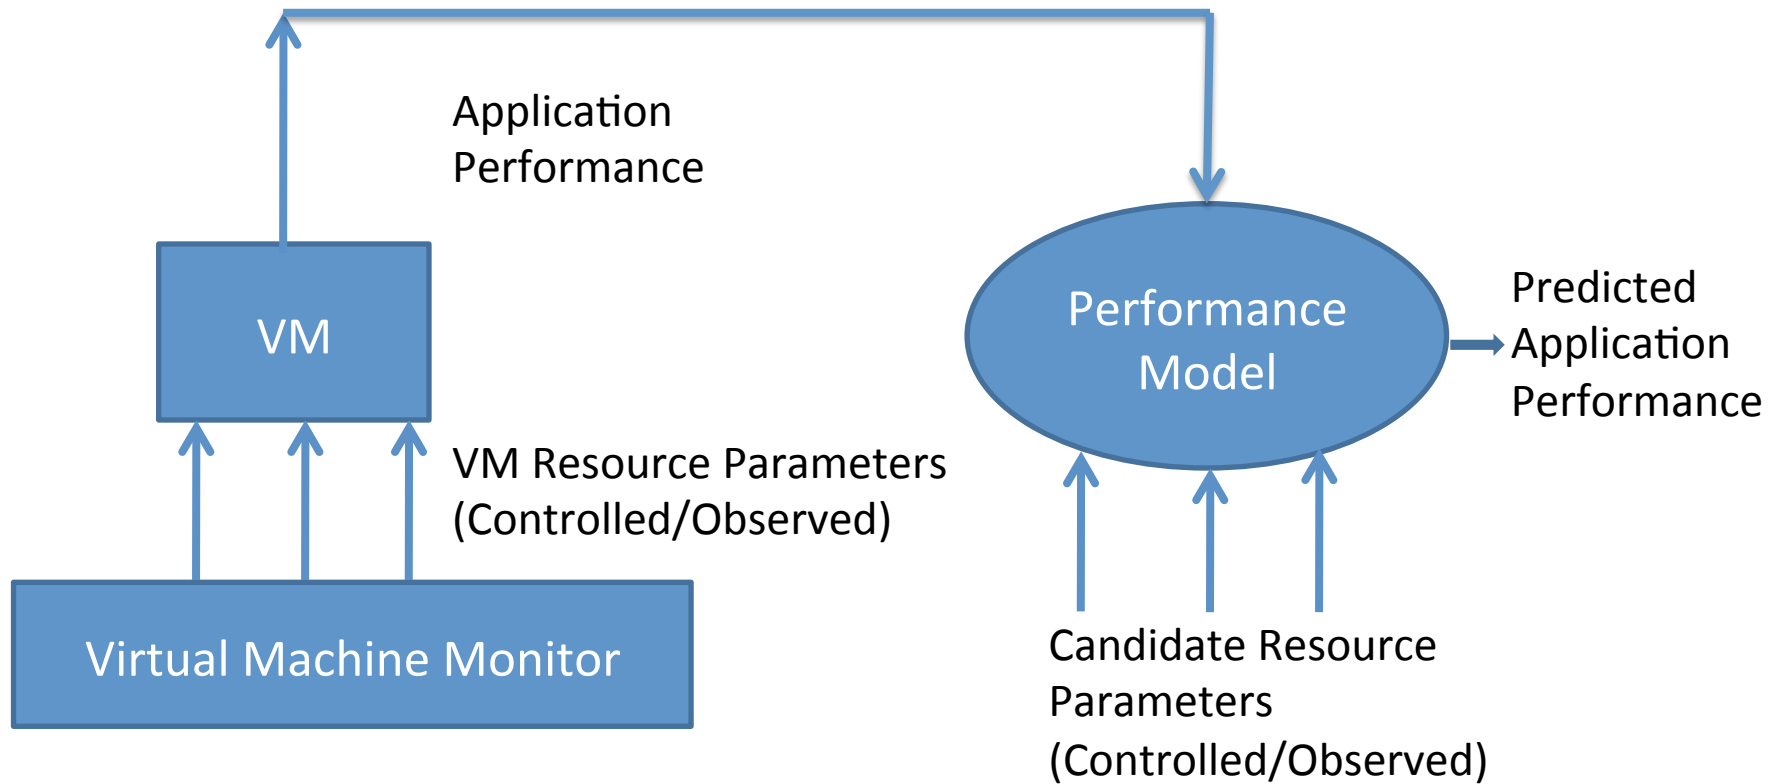 Application
Performance
VM
VM Resource Parameters
(Controlled/Observed)
Virtual Machine Monitor
Performance
Model
Predicted
Application
Performance
Candidate Resource
Parameters
(Controlled/Observed)